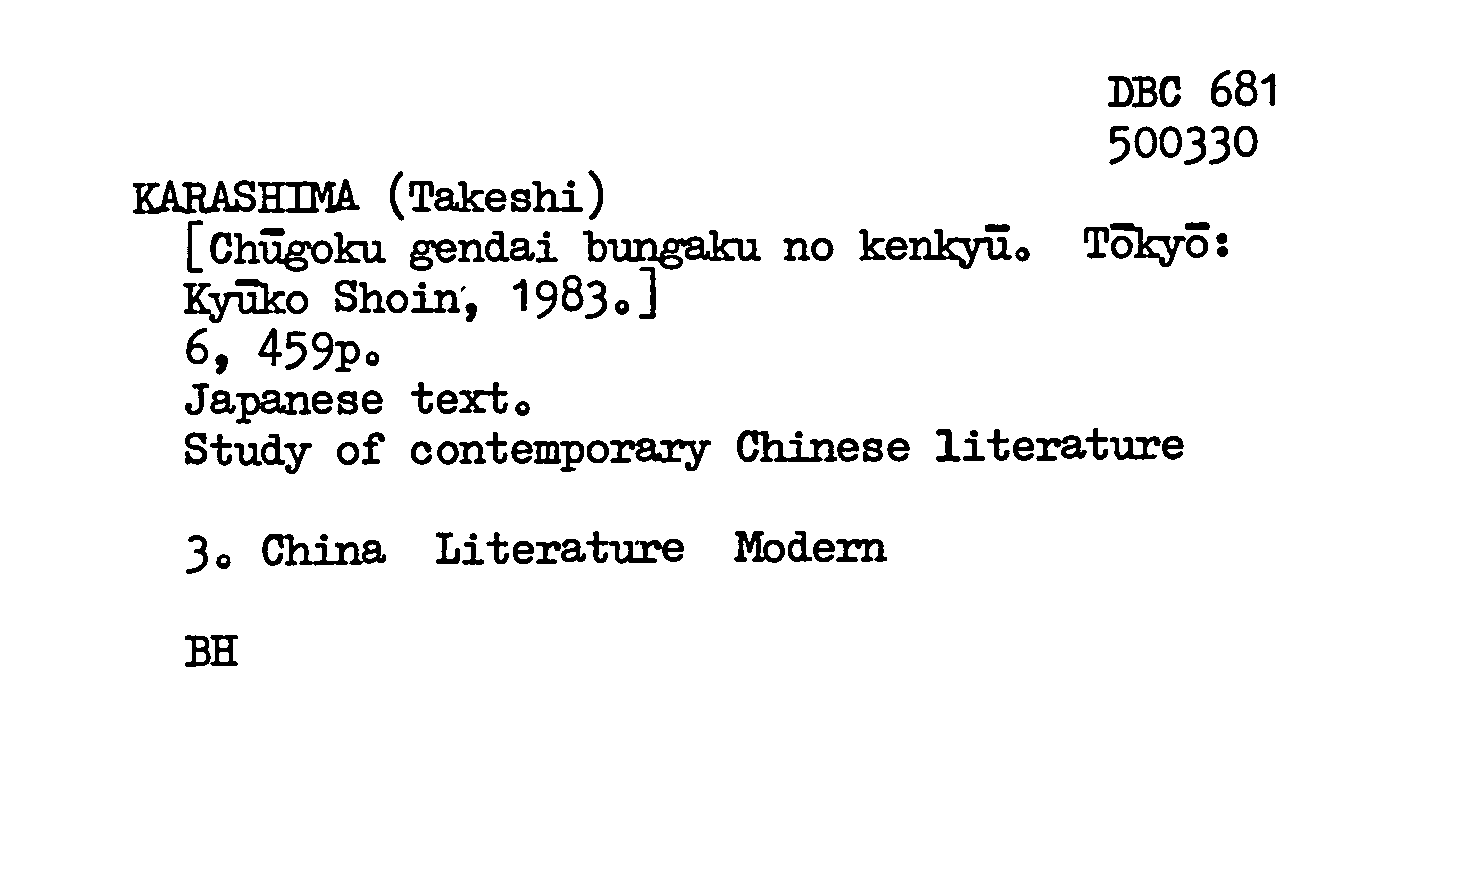 DBC 681
500330
KARASHIMA (Takeshi)
[Chūgoku gendai bungaku no kenkyū. Tōkyō:
Kyūko Shoin, 1983.]
6, 459p.
Japanese text.
Study of contemporary Chinese literature
3. China Literature Modern
BH